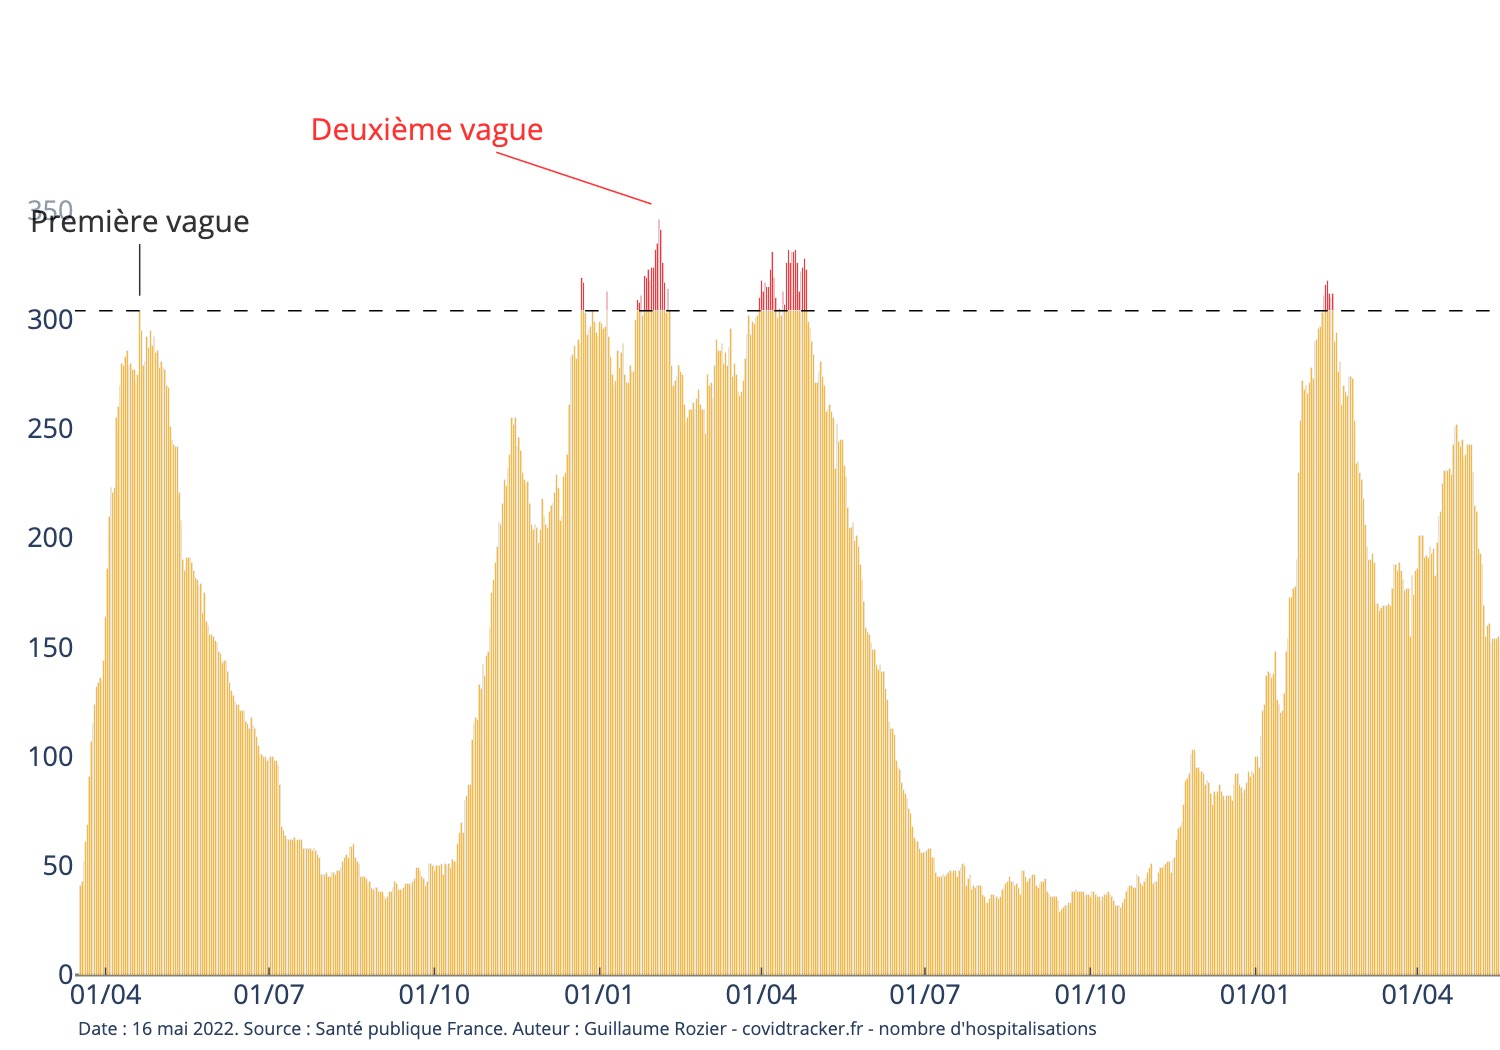 Deuxième vague
350
Première vague
300
250
200
150
100
50
0
01/04 01/07 01/10 01/01 01/04 01/07 01/10 01/01 01/04
Date : 16 mai 2022. Source : Santé publique France. Auteur : Guillaume Rozier - covidtracker.fr - nombre d'hospitalisations